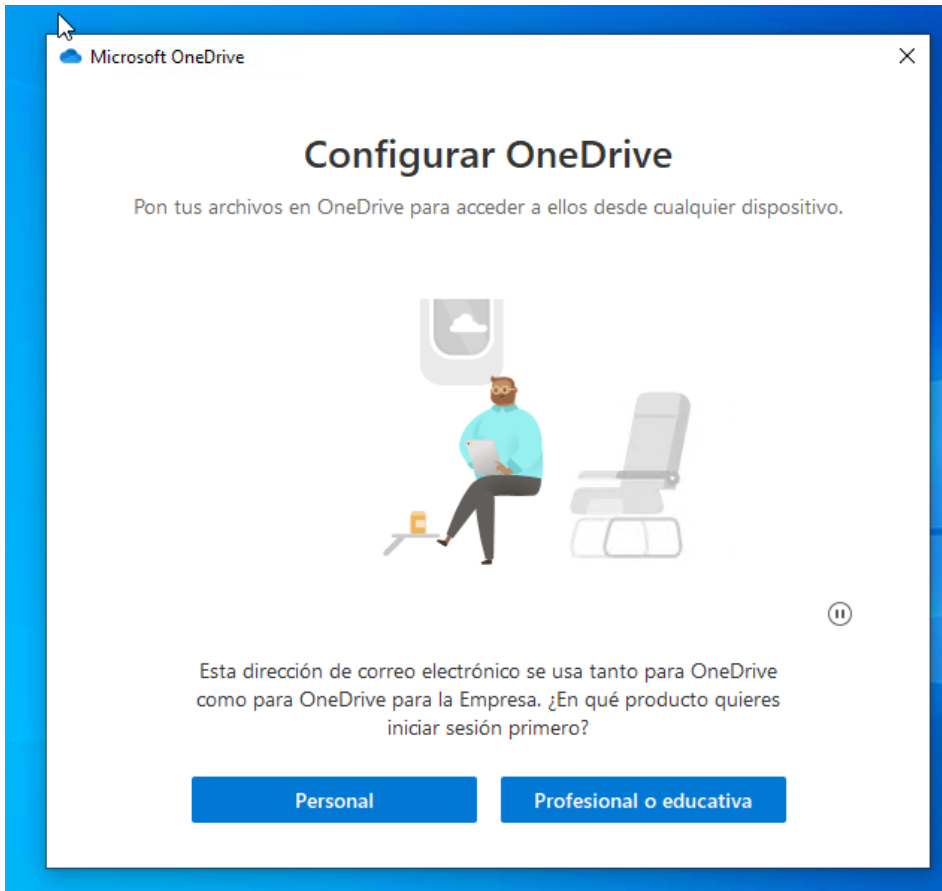 Microsoft OneDrive
Configurar OneDrive
Pon tus archivos en OneDrive para acceder a ellos desde cualquier dispositivo.
Esta dirección de correo electrónico se usa tanto para OneDrive
como para OneDrive para la Empresa. ¿En qué producto quieres
iniciar sesión primero?
Personal
Profesional o educativa